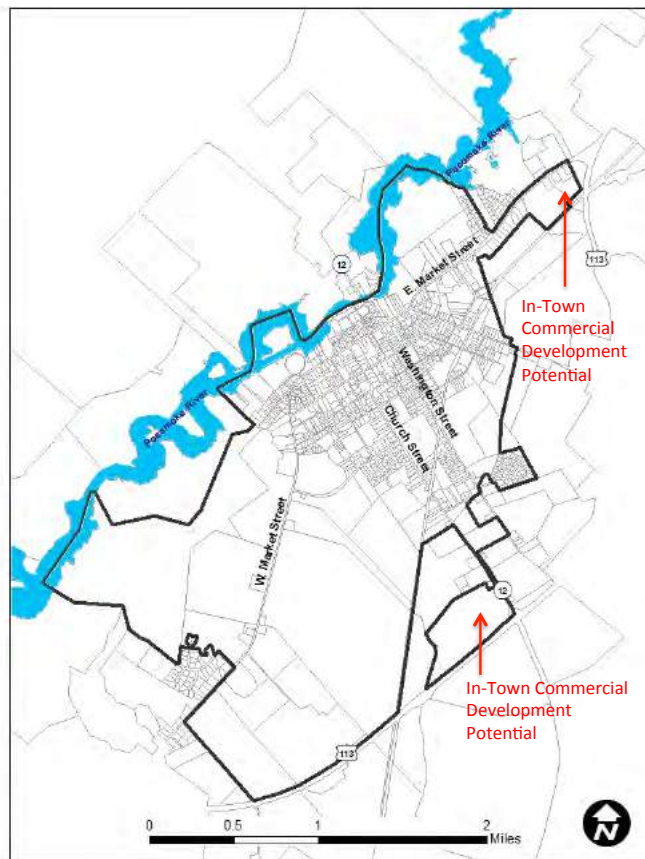 Pocomoke River
12
E. Market Street
113
In-Town
Commercial
Development
Potential
Washington Street
Church Street
Pocomoke River
W. Market Street
12
In-Town Commercial
Development
Potential
113
0 0.5 1 2
Miles
N